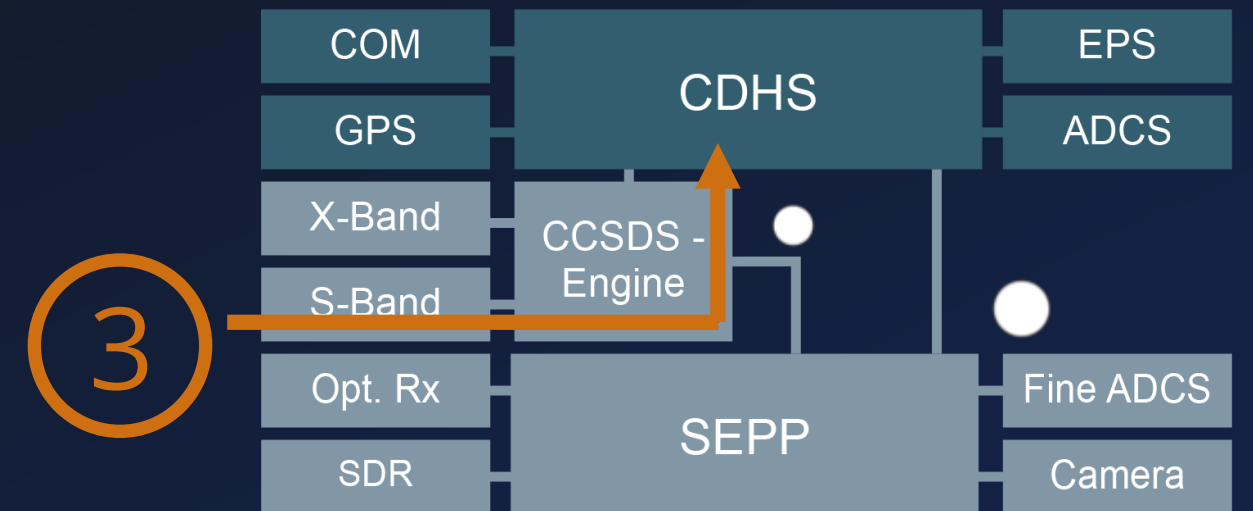 COM
CDHS
EPS
GPS
ADCS
X-Band
CCSDS -
Engine
S-Band
3
Opt. Rx
SEPP
Fine ADCS
SDR
Camera